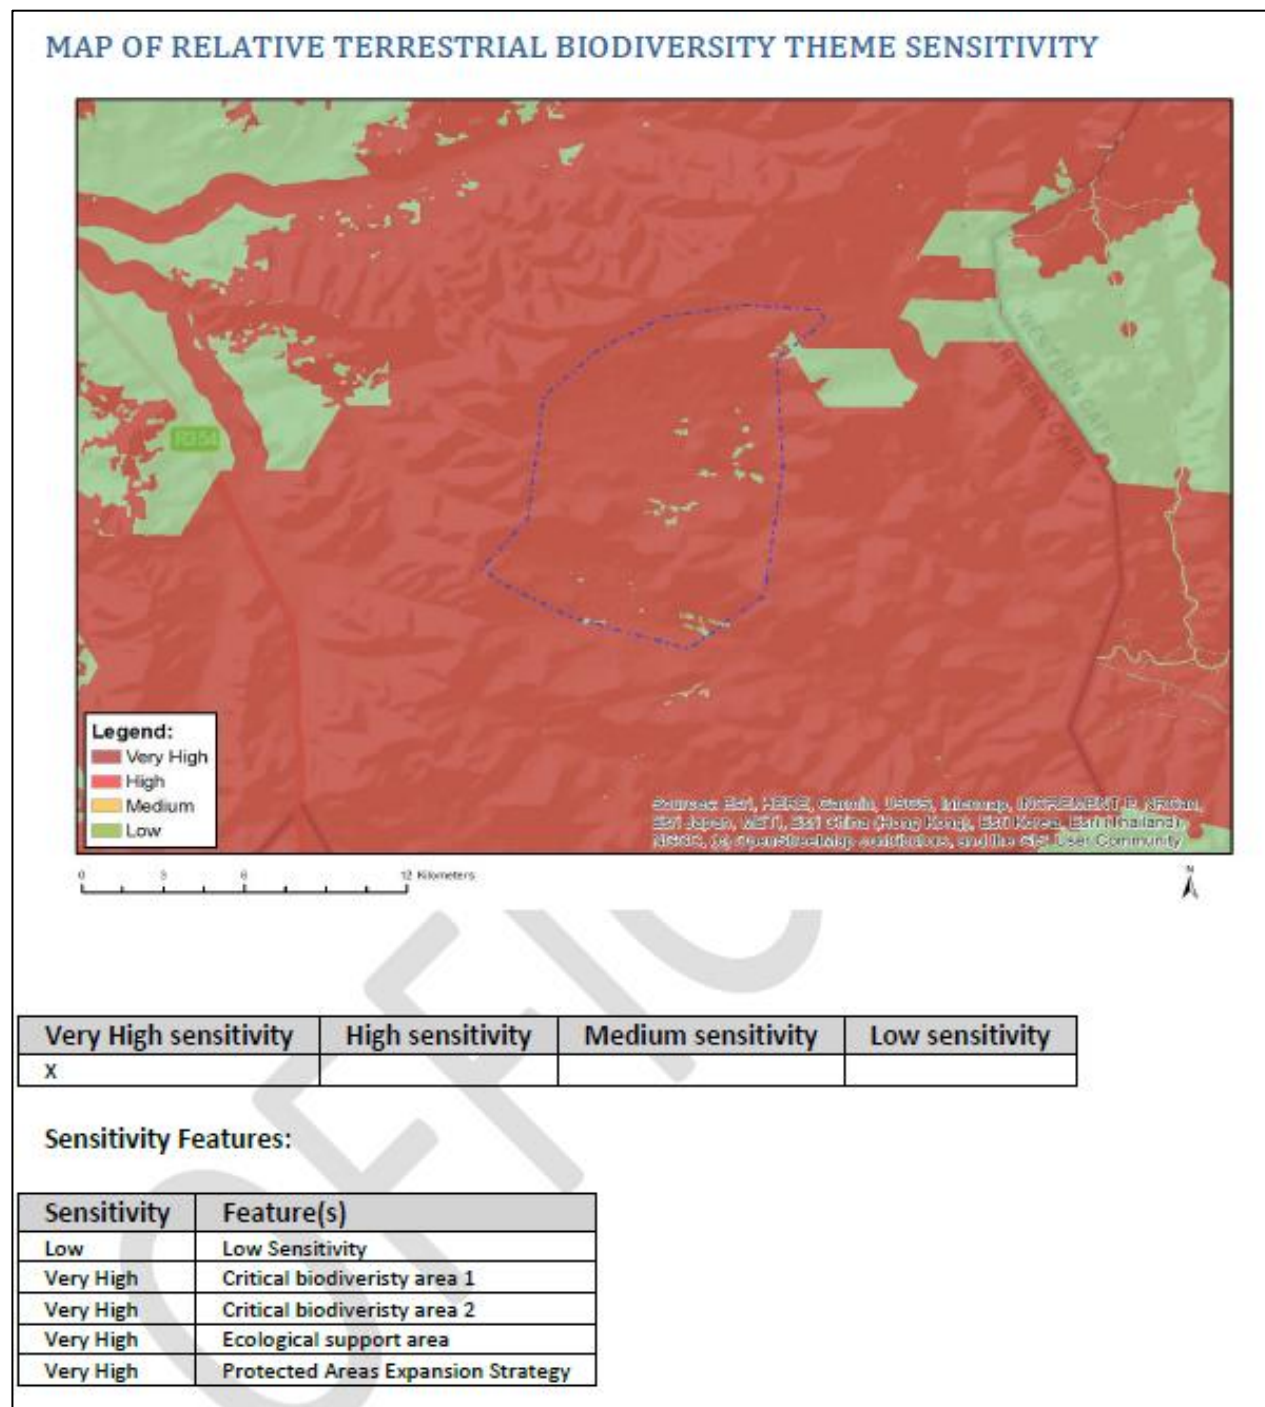 MAP OF RELATIVE TERRESTRIAL BIODIVERSITY THEME SENSITIVITY
R354
WESTERN CAPE
NORTHERN CAPE
Legend:
Very High
High
Medium
Low
Sources: Esri, HERE, Garmin, USGS, Intermap, INCREMENT P, NRCan,
Esri Japan, METI, Esri China (Hong Kong), Esri Korea, Esri (Thailand),
NGCC, (c) OpenStreetMap contributors, and the GIS User Community
0 3 6 12 Kilometers
N
Very High sensitivity High sensitivity Medium sensitivity Low sensitivity
X
Sensitivity Features:
Sensitivity Feature(s)
Low Low Sensitivity
Very High Critical biodiveristy area 1
Very High Critical biodiveristy area 2
Very High Ecological support area
Very High Protected Areas Expansion Strategy